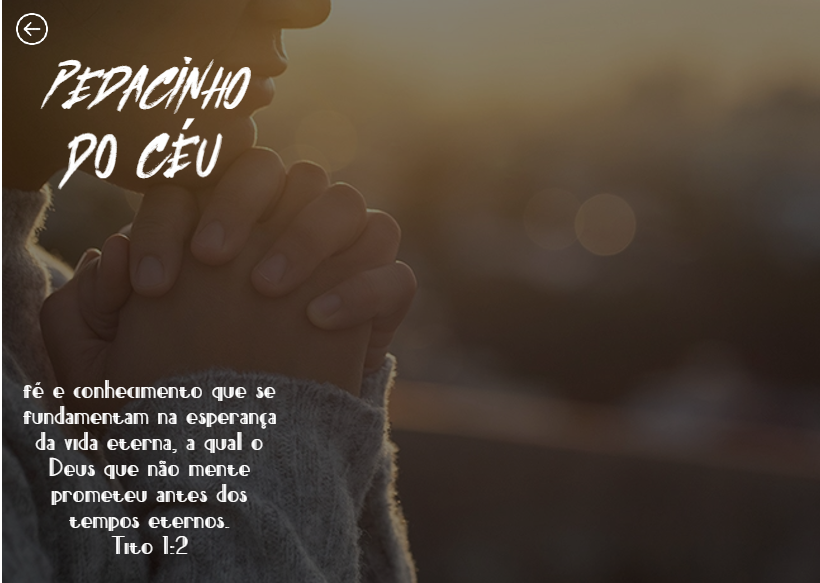 PEDACINHO
DO CÉU
fé e conhecimento que se
fundamentam na esperança
da vida eterna, a qual o
Deus que não mente
prometeu antes dos
tempos eternos.
Tito 1:2